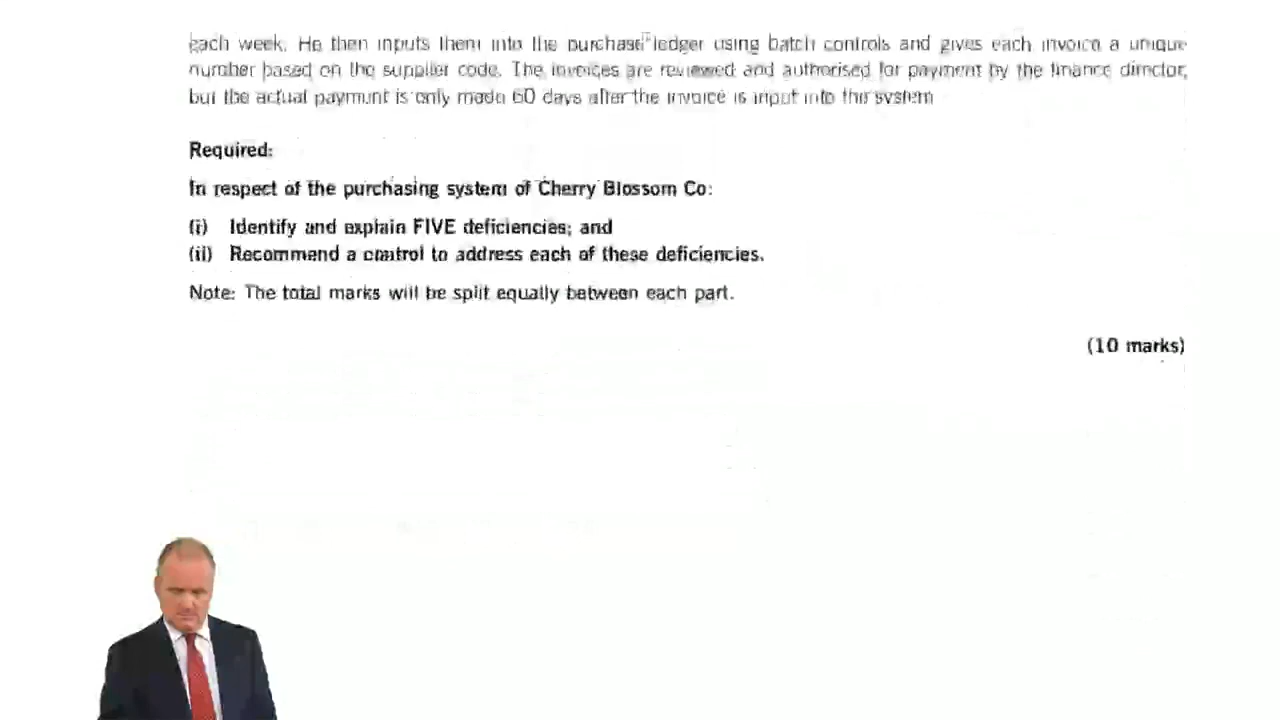 each week. He then inputs them into the purchase ledger using batch controls and gives each invoice a unique
number based on the supplier code. The invoices are reviewed and authorised for payment by the finance director,
but the actual payment is only made 60 days after the invoice is input into the system
Required:
In respect of the purchasing system of Cherry Blossom Co:
(i) Identify and explain FIVE deficiencies; and
(ii) Recommend a control to address each of these deficiencies.
Note: The total marks will be split equally between each part.
(10 marks)